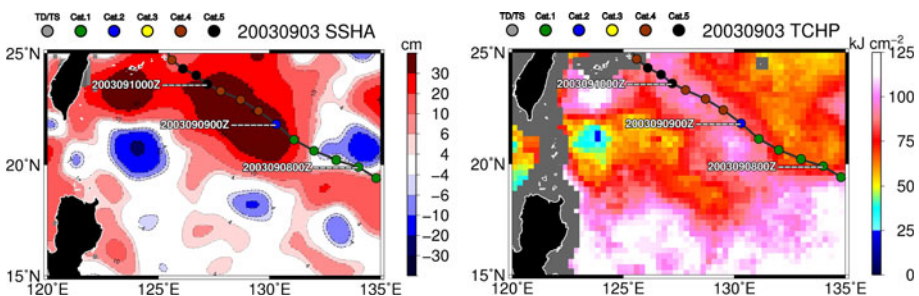 TD/TS Cat.1 Cat.2 Cat.3 Cat.4 Cat.5 20030903 SSHA
cm
25°N
20°N
15°N
120°E 125°E 130°E 135°E
2003091000Z
2003090900Z
2003090800Z
30
20
10
6
4
-4
-6
-10
-20
-30
TD/TS Cat.1 Cat.2 Cat.3 Cat.4 Cat.5 20030903 TCHP
kJ cm⁻²
25°N
20°N
15°N
120°E 125°E 130°E 135°E
2003091000Z
2003090900Z
2003090800Z
125
100
75
50
25
0